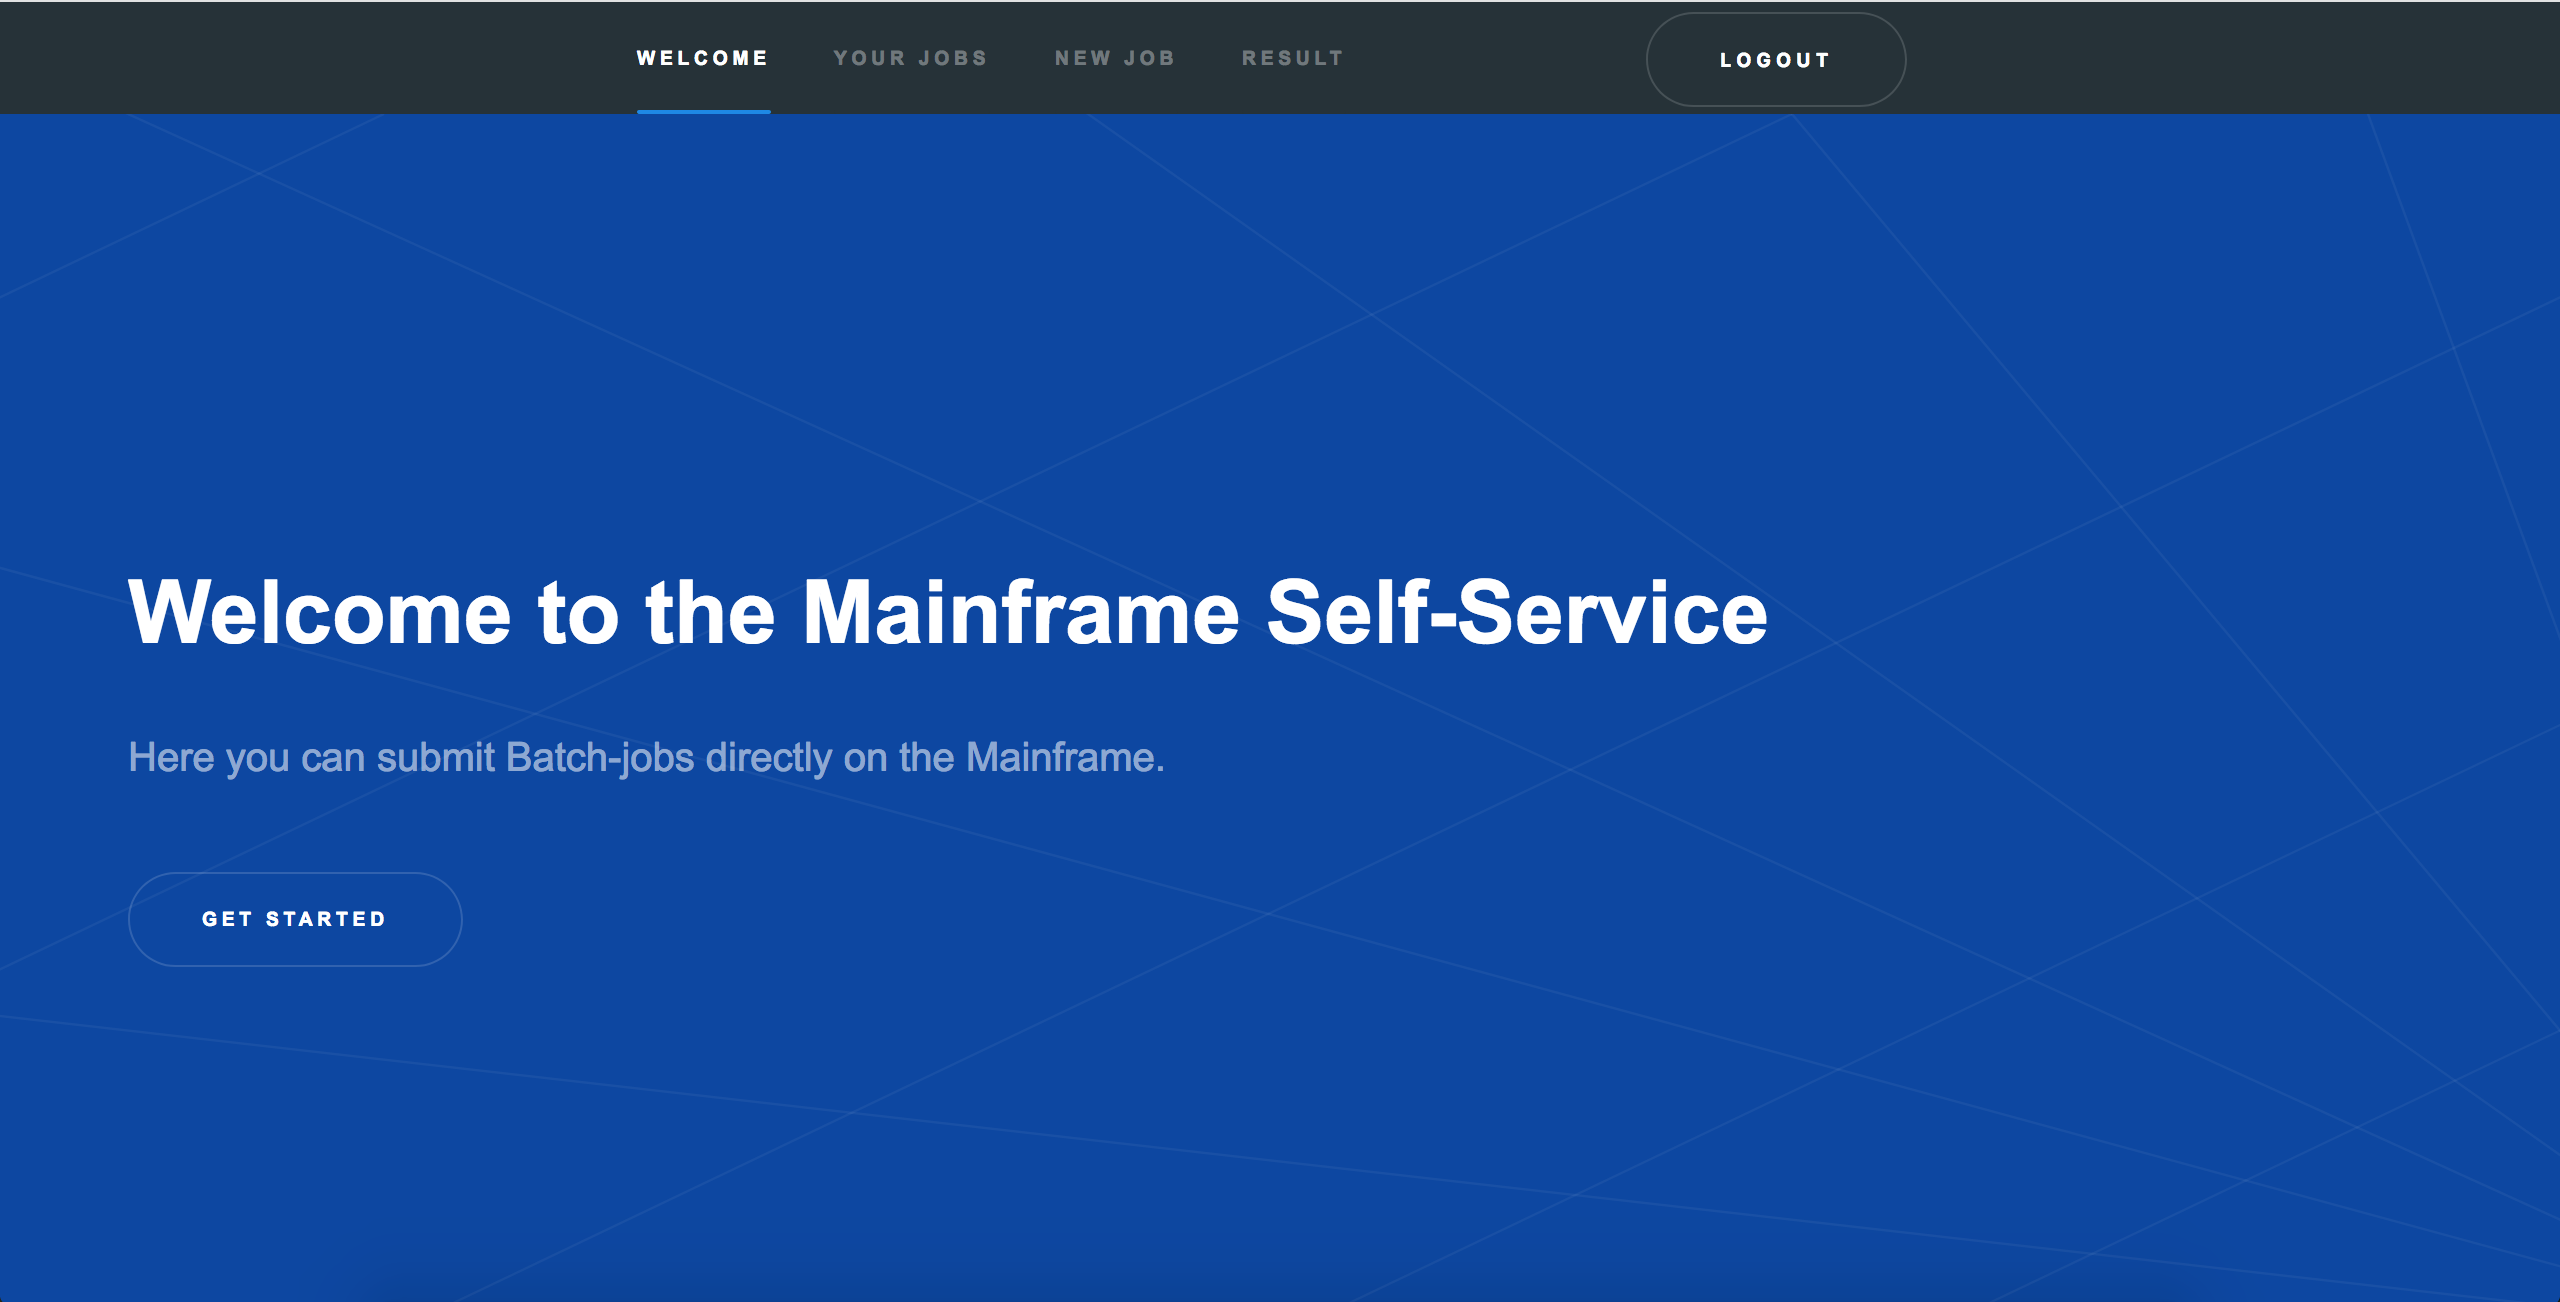 WELCOME YOUR JOBS NEW JOB RESULT LOGOUT
Welcome to the Mainframe Self-Service
Here you can submit Batch-jobs directly on the Mainframe.
GET STARTED